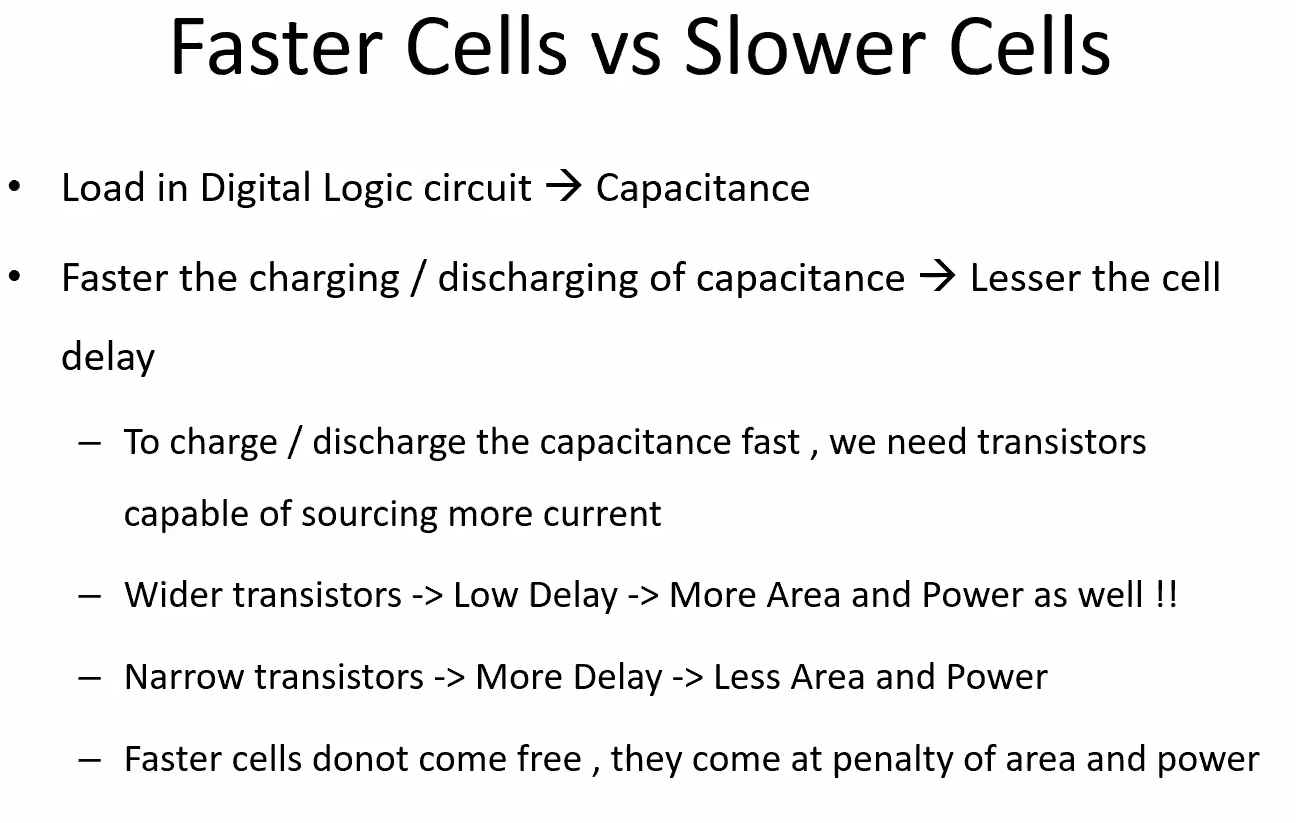 Faster Cells vs Slower Cells
• Load in Digital Logic circuit → Capacitance
• Faster the charging / discharging of capacitance → Lesser the cell
delay
– To charge / discharge the capacitance fast , we need transistors
capable of sourcing more current
– Wider transistors -> Low Delay -> More Area and Power as well !!
– Narrow transistors -> More Delay -> Less Area and Power
– Faster cells donot come free , they come at penalty of area and power